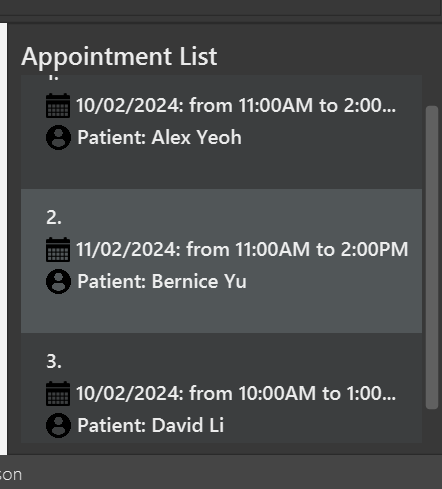 Appointment List
1.
10/02/2024: from 11:00AM to 2:00...
Patient: Alex Yeoh
2.
11/02/2024: from 11:00AM to 2:00PM
Patient: Bernice Yu
3.
10/02/2024: from 10:00AM to 1:00...
Patient: David Li
son